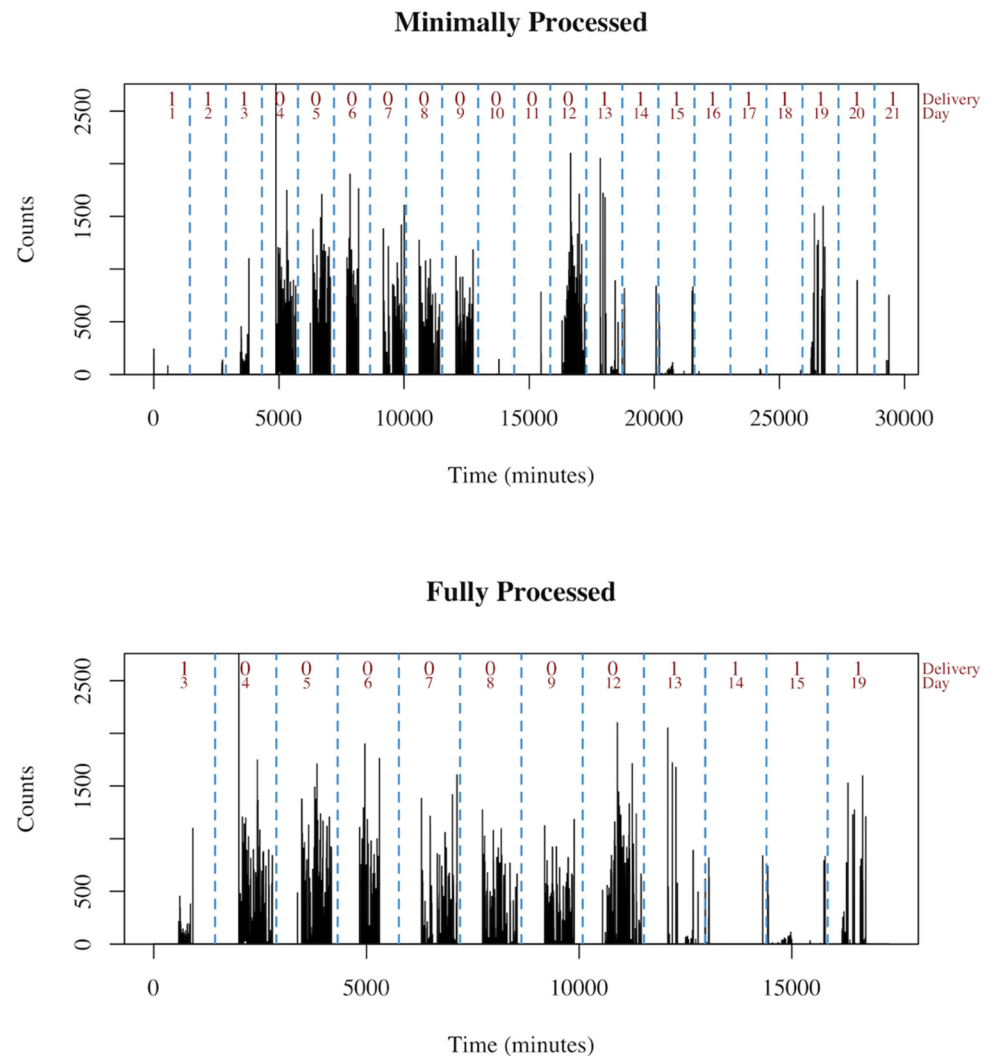 Minimally Processed
1 1 1 0 0 0 0 0 0 0 0 0 1 1 1 1 1 1 1 1 1 Delivery
1 2 3 4 5 6 7 8 9 10 11 12 13 14 15 16 17 18 19 20 21 Day
2500
1500
500
0
Counts
0 5000 10000 15000 20000 25000 30000
Time (minutes)
Fully Processed
1 0 0 0 0 0 0 0 1 1 1 1 Delivery
3 4 5 6 7 8 9 12 13 14 15 19 Day
2500
1500
500
0
Counts
0 5000 10000 15000
Time (minutes)